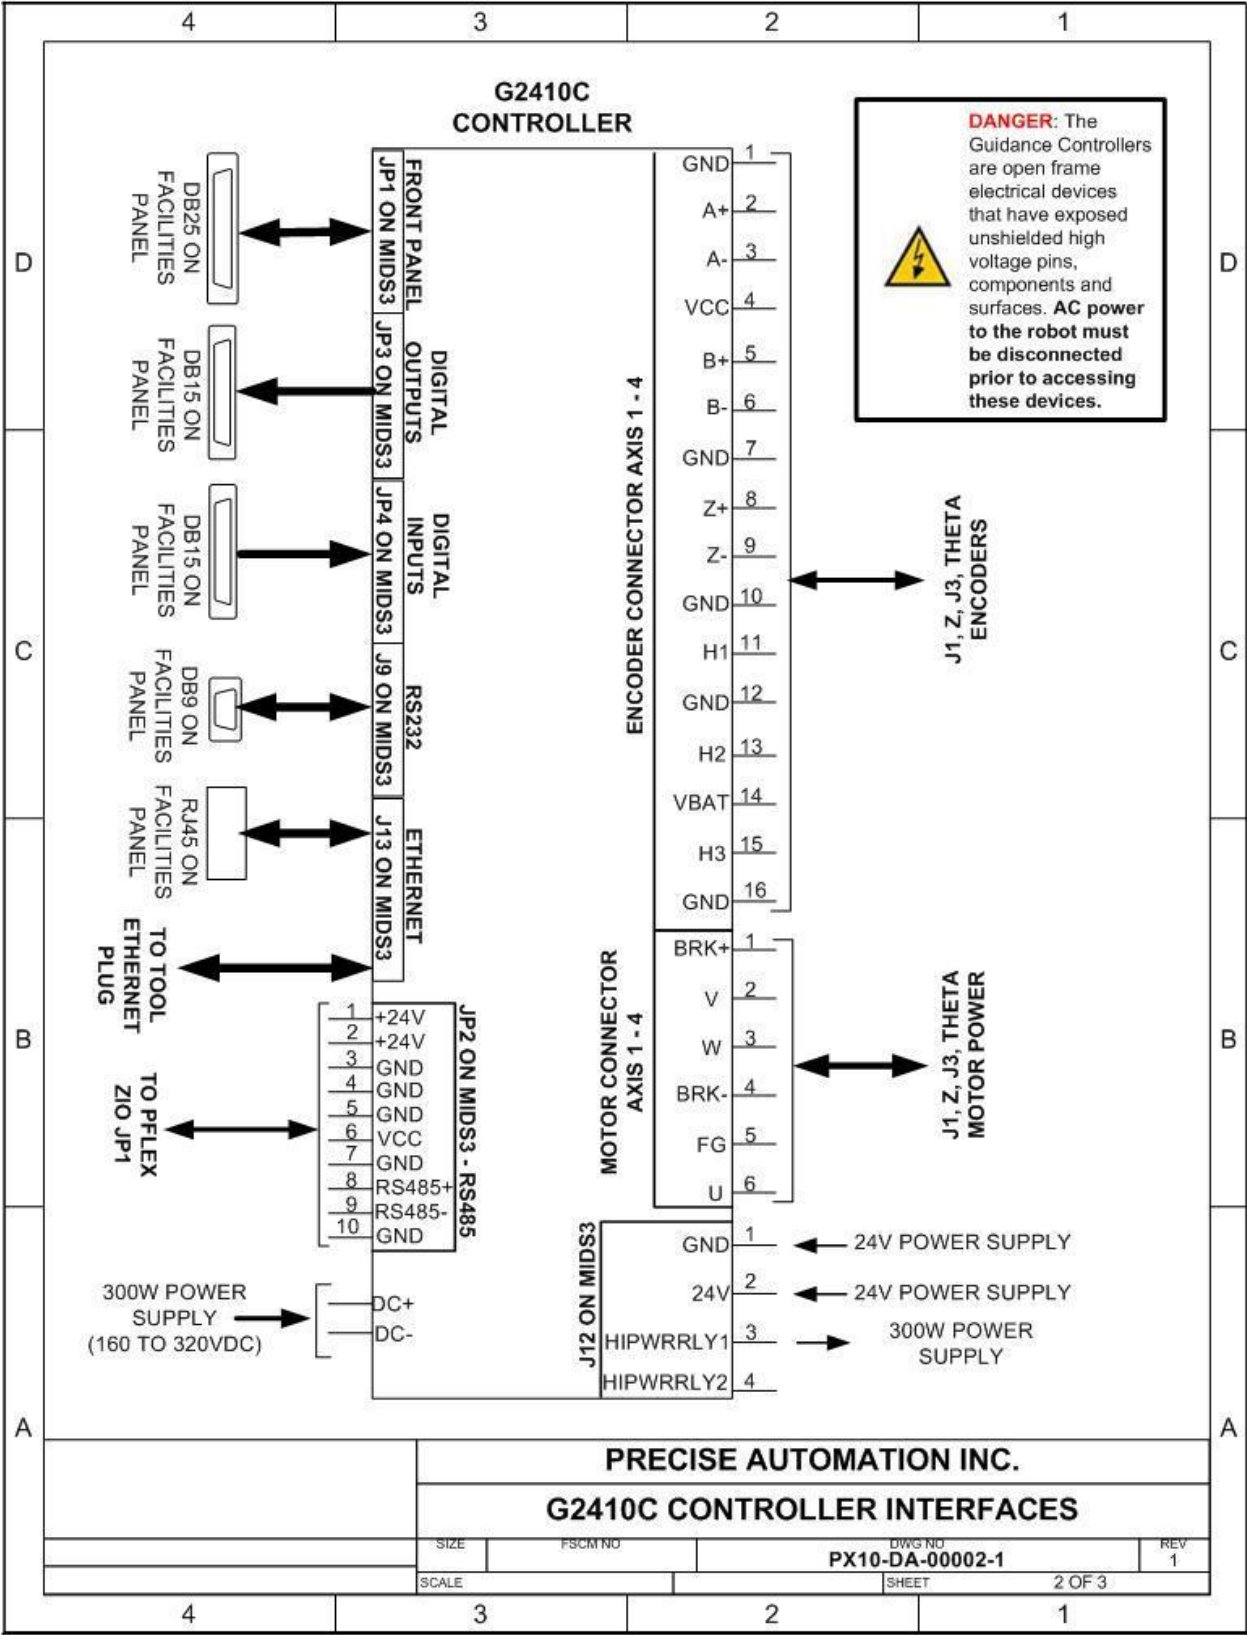 4 3 2 1
G2410C
CONTROLLER
DANGER: The
Guidance Controllers
are open frame
electrical devices
that have exposed
unshielded high
voltage pins,
components and
surfaces. AC power
to the robot must
be disconnected
prior to accessing
these devices.
D
D
C
C
B
B
A
A
DB25 ON
FACILITIES
PANEL
JP1 ON MIDS3
FRONT PANEL
DB15 ON
FACILITIES
PANEL
JP3 ON MIDS3
DIGITAL
OUTPUTS
DB15 ON
FACILITIES
PANEL
JP4 ON MIDS3
DIGITAL
INPUTS
DB9 ON
FACILITIES
PANEL
J9 ON MIDS3
RS232
RJ45 ON
FACILITIES
PANEL
J13 ON MIDS3
ETHERNET
TO TOOL
ETHERNET
PLUG
TO PFLEX
ZIO JP1
1 +24V
2 +24V
3 GND
4 GND
5 GND
6 VCC
7 GND
8 RS485+
9 RS485-
10 GND
JP2 ON MIDS3 - RS485
300W POWER
SUPPLY
(160 TO 320VDC)
DC+
DC-
ENCODER CONNECTOR AXIS 1 - 4
GND 1
A+ 2
A- 3
VCC 4
B+ 5
B- 6
GND 7
Z+ 8
Z- 9
GND 10
H1 11
GND 12
H2 13
VBAT 14
H3 15
GND 16
J1, Z, J3, THETA
ENCODERS
MOTOR CONNECTOR
AXIS 1 - 4
BRK+ 1
V 2
W 3
BRK- 4
FG 5
U 6
J1, Z, J3, THETA
MOTOR POWER
J12 ON MIDS3
GND 1 24V POWER SUPPLY
24V 2 24V POWER SUPPLY
HIPWRRLY1 3 300W POWER
SUPPLY
HIPWRRLY2 4
PRECISE AUTOMATION INC.
G2410C CONTROLLER INTERFACES
SIZE FSCM NO DWG NO REV
PX10-DA-00002-1 1
SCALE SHEET 2 OF 3
4 3 2 1